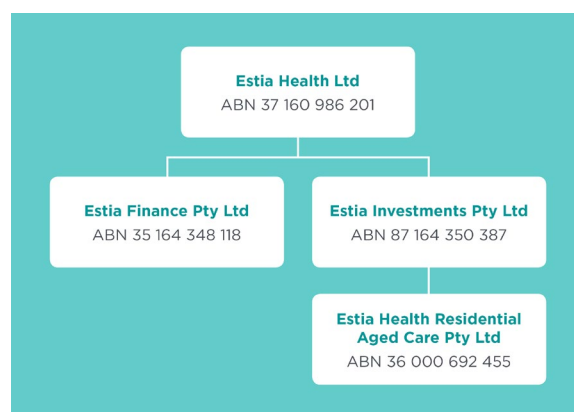 Estia Health Ltd
ABN 37 160 986 201
Estia Finance Pty Ltd
ABN 35 164 348 118
Estia Investments Pty Ltd
ABN 87 164 350 387
Estia Health Residential
Aged Care Pty Ltd
ABN 36 000 692 455